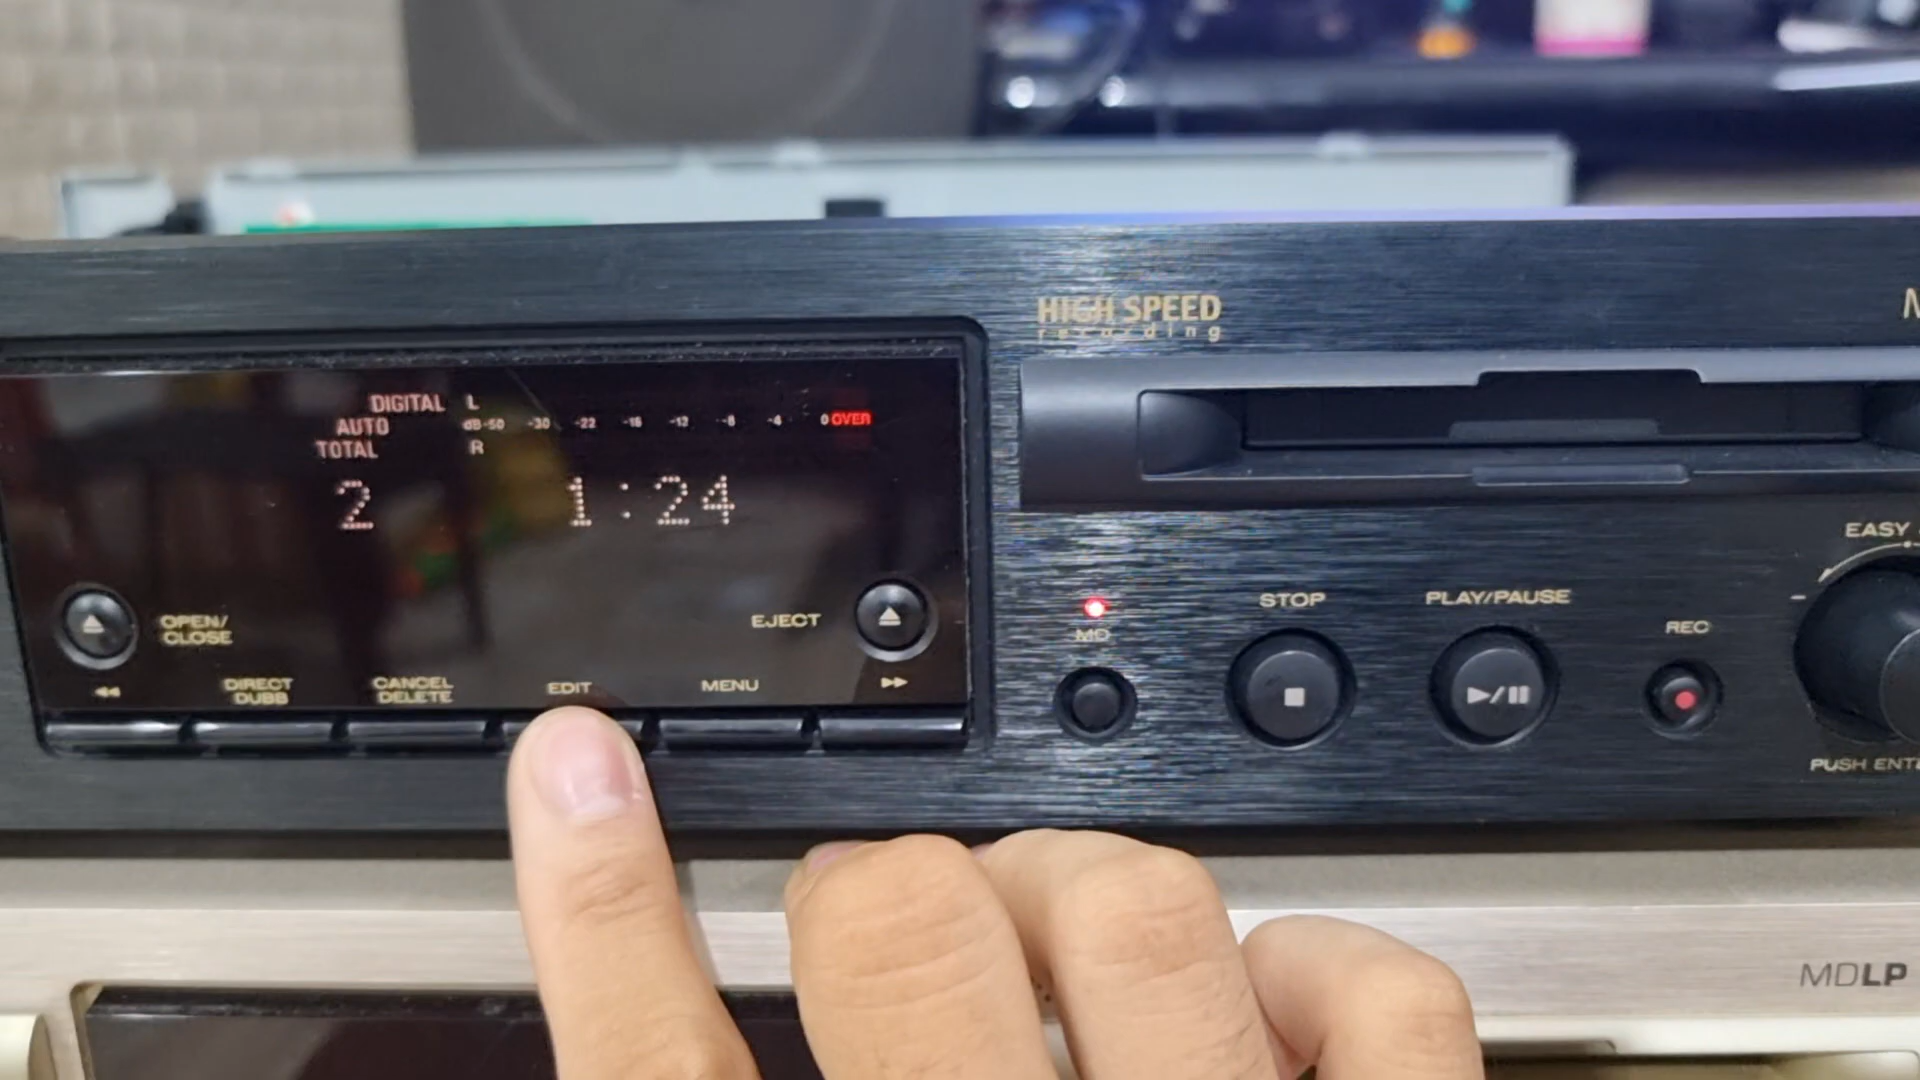 HIGH SPEED
recording
DIGITAL L
AUTO dB-50 -30 -22 -16 -12 -8 -4 0 OVER
TOTAL R
2 1:24
OPEN/
CLOSE
EJECT
DIRECT
DUBB
CANCEL
DELETE
EDIT
MENU
MD
STOP
PLAY/PAUSE
REC
EASY
PUSH
MDLP